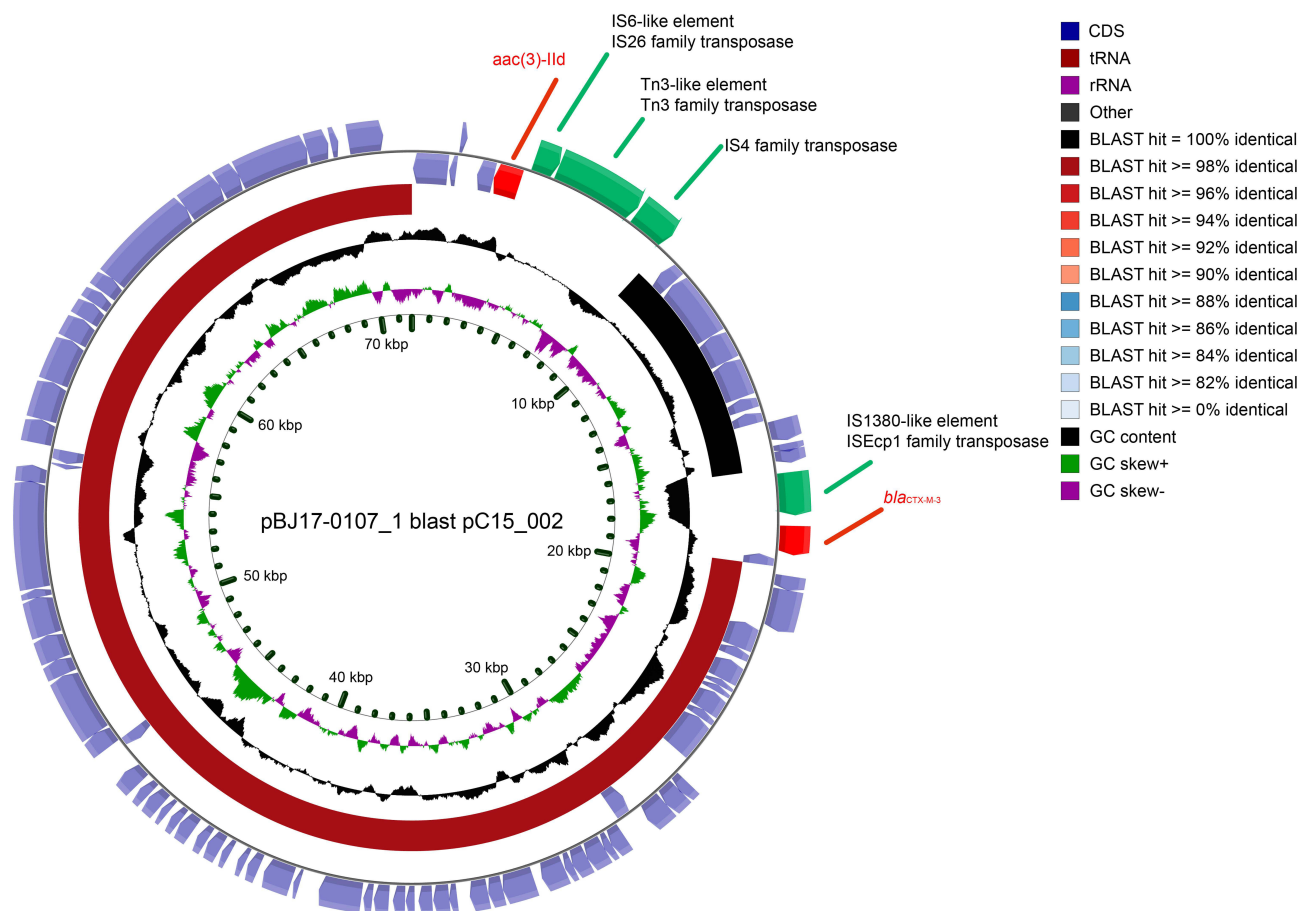 IS6-like element
IS26 family transposase
aac(3)-IId
Tn3-like element
Tn3 family transposase
IS4 family transposase
IS1380-like element
ISEcp1 family transposase
blaCTX-M-3
pBJ17-0107_1 blast pC15_002
10 kbp
20 kbp
30 kbp
40 kbp
50 kbp
60 kbp
70 kbp
CDS
tRNA
rRNA
Other
BLAST hit = 100% identical
BLAST hit >= 98% identical
BLAST hit >= 96% identical
BLAST hit >= 94% identical
BLAST hit >= 92% identical
BLAST hit >= 90% identical
BLAST hit >= 88% identical
BLAST hit >= 86% identical
BLAST hit >= 84% identical
BLAST hit >= 82% identical
BLAST hit >= 0% identical
GC content
GC skew+
GC skew-